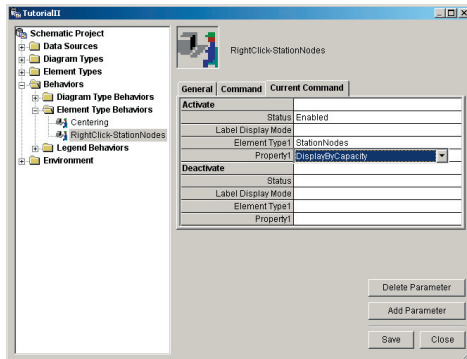 TutorialII
Schematic Project
Data Sources
Diagram Types
Element Types
Behaviors
Diagram Type Behaviors
Element Type Behaviors
Centering
RightClick-StationNodes
Legend Behaviors
Environment
RightClick-StationNodes
General Command Current Command
Activate
Status Enabled
Label Display Mode
Element Type1 StationNodes
Property1 DisplayByCapacity
Deactivate
Status
Label Display Mode
Element Type1
Property1
Delete Parameter
Add Parameter
Save Close